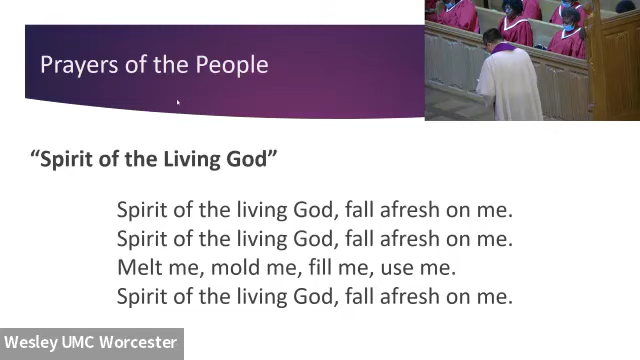 Prayers of the People
“Spirit of the Living God”
Spirit of the living God, fall afresh on me.
Spirit of the living God, fall afresh on me.
Melt me, mold me, fill me, use me.
Spirit of the living God, fall afresh on me.
Wesley UMC Worcester